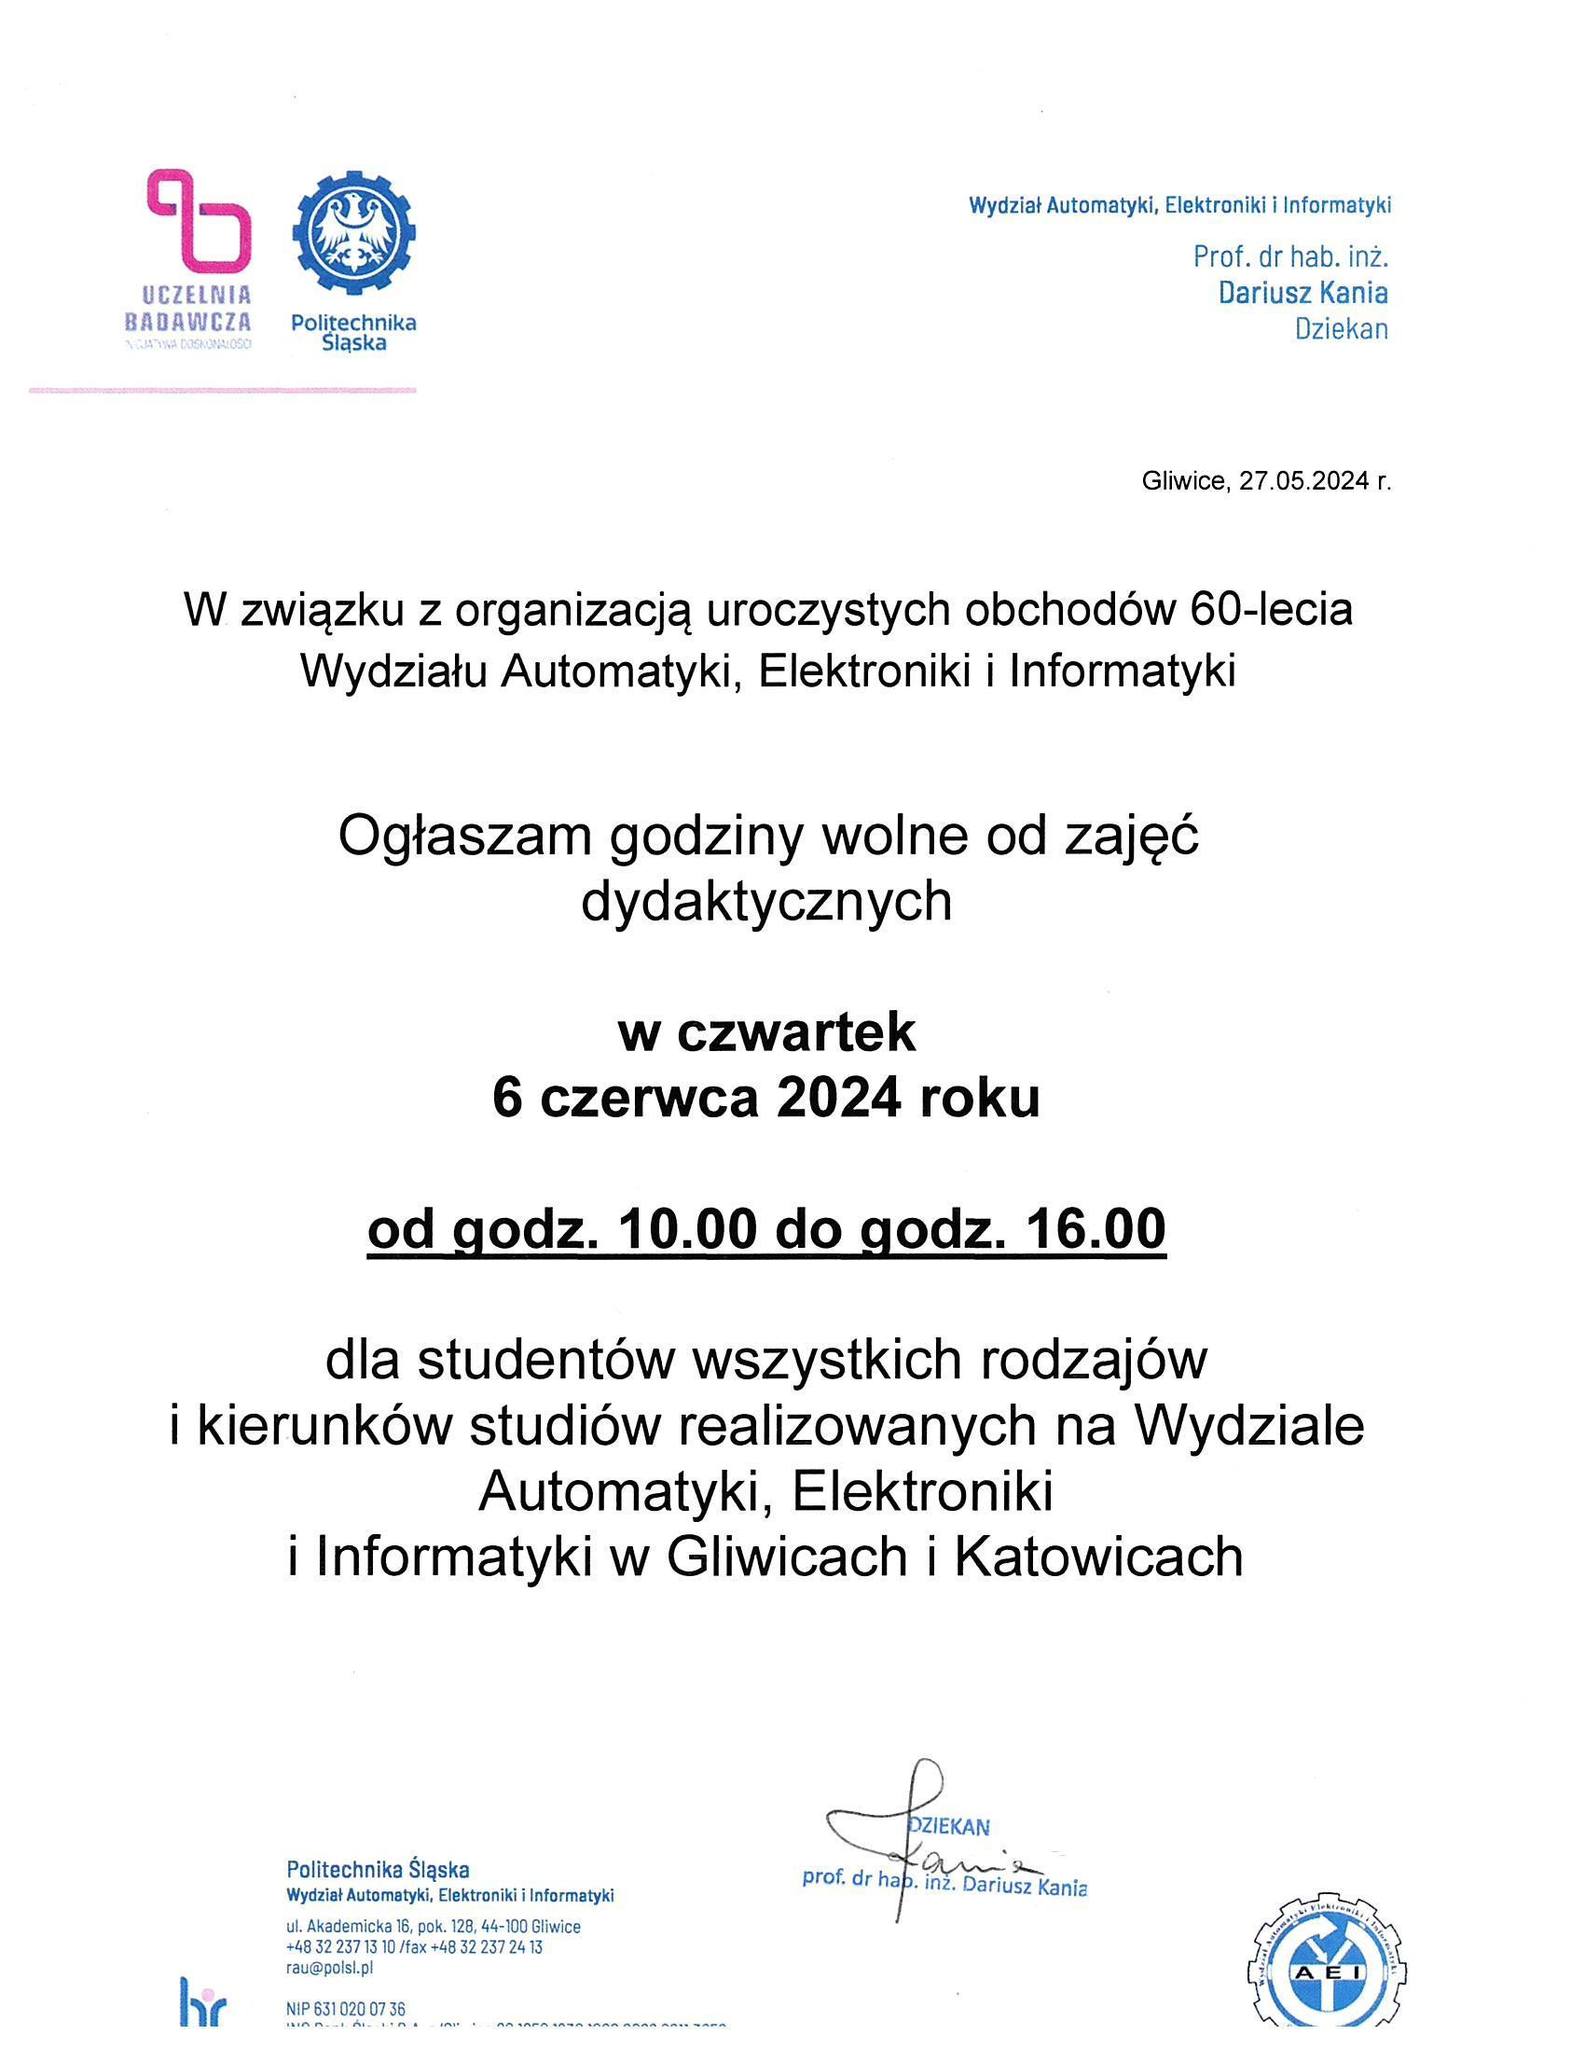 UCZELNIA
BADAWCZA
INICJATYWA DOSKONAŁOŚCI
Politechnika
Śląska
Wydział Automatyki, Elektroniki i Informatyki
Prof. dr hab. inż.
Dariusz Kania
Dziekan
Gliwice, 27.05.2024 r.
W związku z organizacją uroczystych obchodów 60-lecia
Wydziału Automatyki, Elektroniki i Informatyki
Ogłaszam godziny wolne od zajęć
dydaktycznych
w czwartek
6 czerwca 2024 roku
od godz. 10.00 do godz. 16.00
dla studentów wszystkich rodzajów
i kierunków studiów realizowanych na Wydziale
Automatyki, Elektroniki
i Informatyki w Gliwicach i Katowicach
DZIEKAN
Kania
prof. dr hab. inż. Dariusz Kania
Politechnika Śląska
Wydział Automatyki, Elektroniki i Informatyki
ul. Akademicka 16, pok. 128, 44-100 Gliwice
+48 32 237 13 10 /fax +48 32 237 24 13
rau@polsl.pl
NIP 631 020 07 36
hr
Wydział Automatyki Elektroniki i Informatyki
AEI